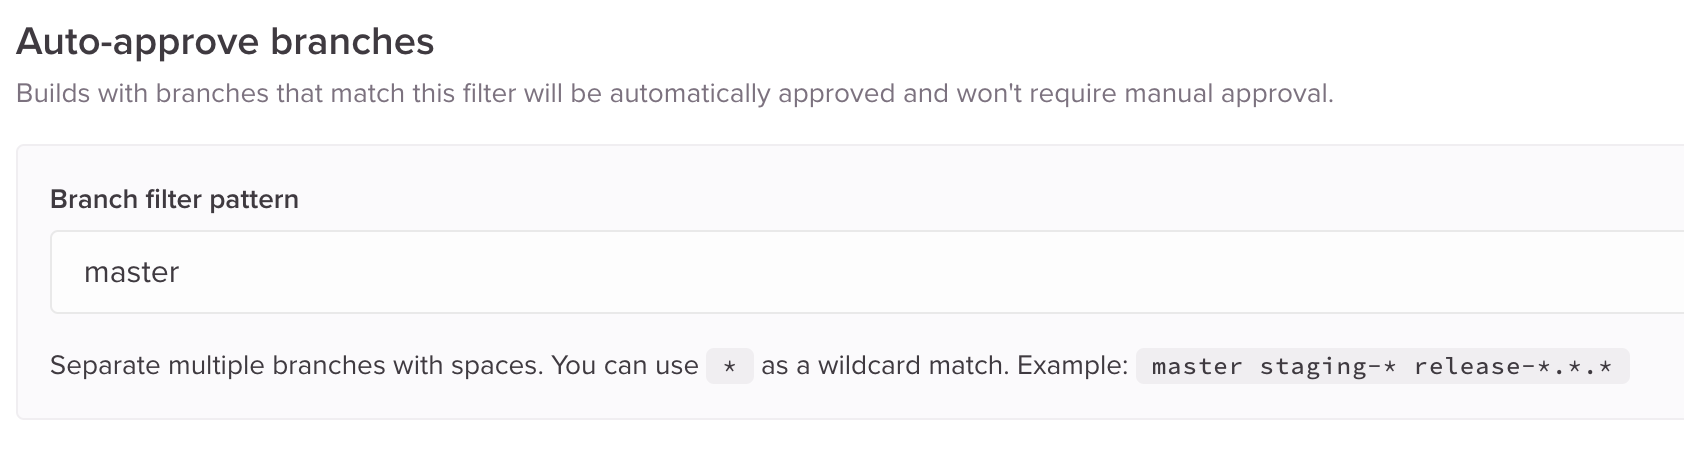 Auto-approve branches
Builds with branches that match this filter will be automatically approved and won't require manual approval.
Branch filter pattern
master
Separate multiple branches with spaces. You can use * as a wildcard match. Example: master staging-* release-*.*.*